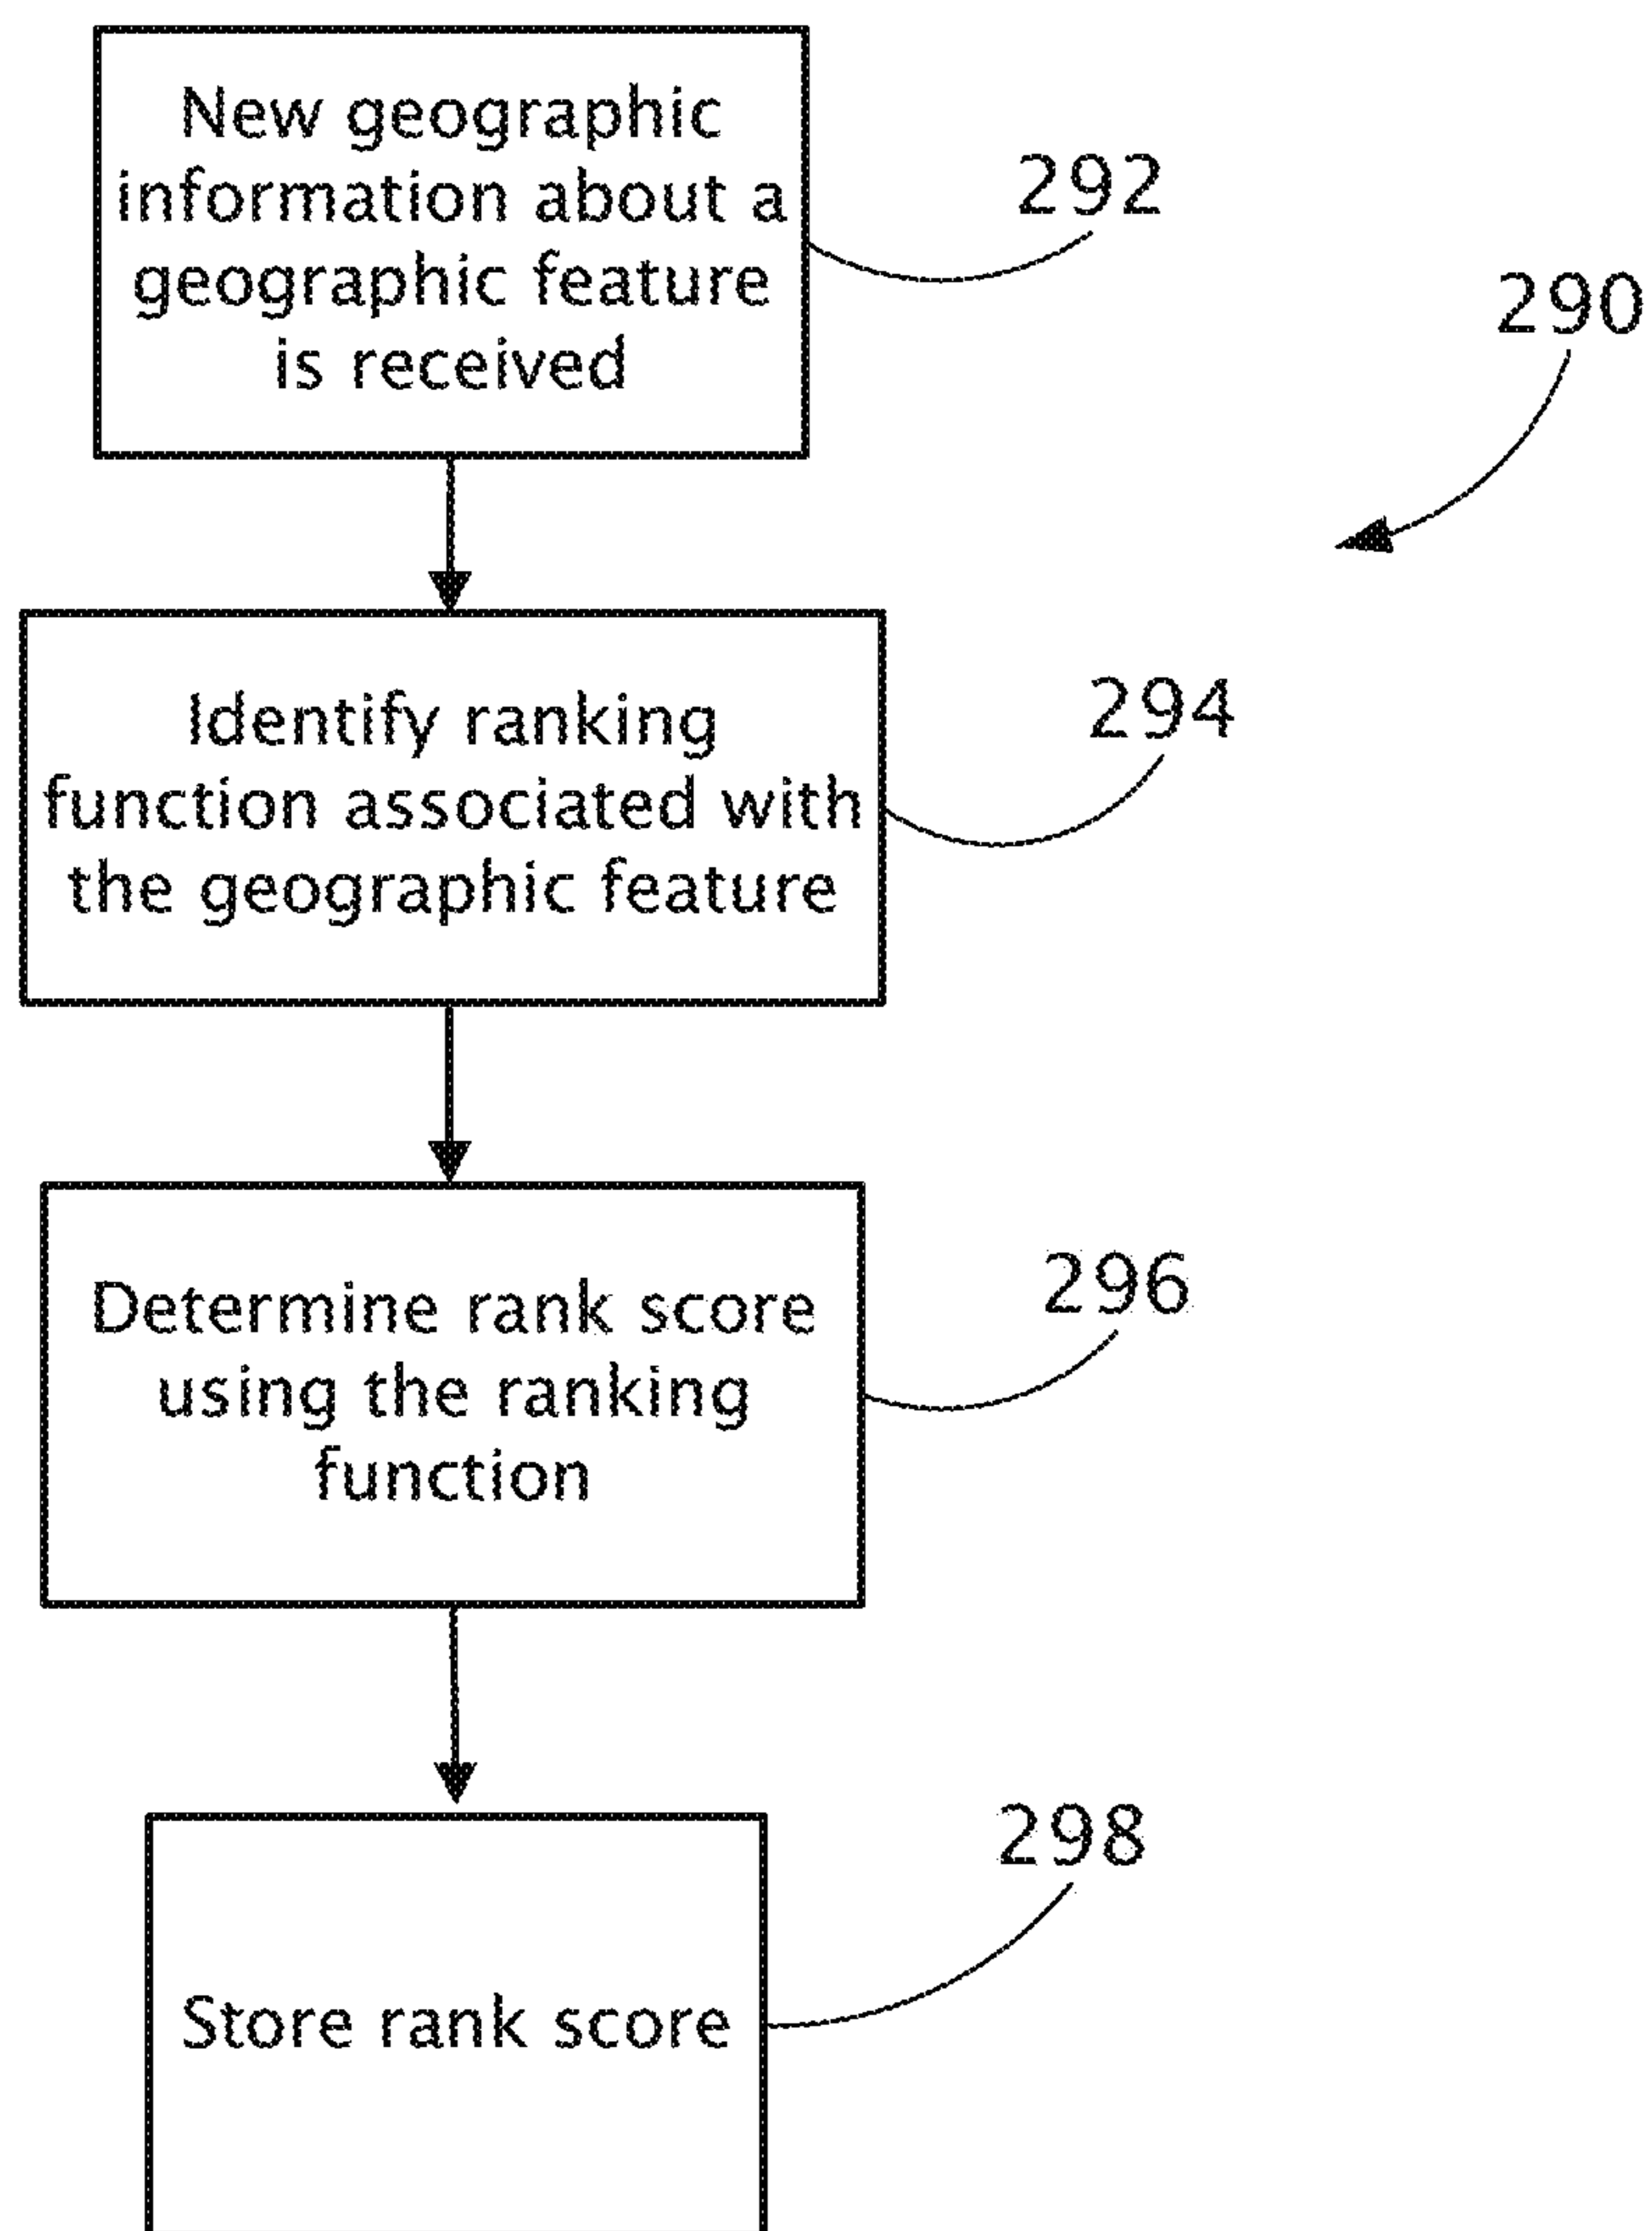 New geographic
information about a
geographic feature
is received
292
290
Identify ranking
function associated with
the geographic feature
294
Determine rank score
using the ranking
function
296
Store rank score
298